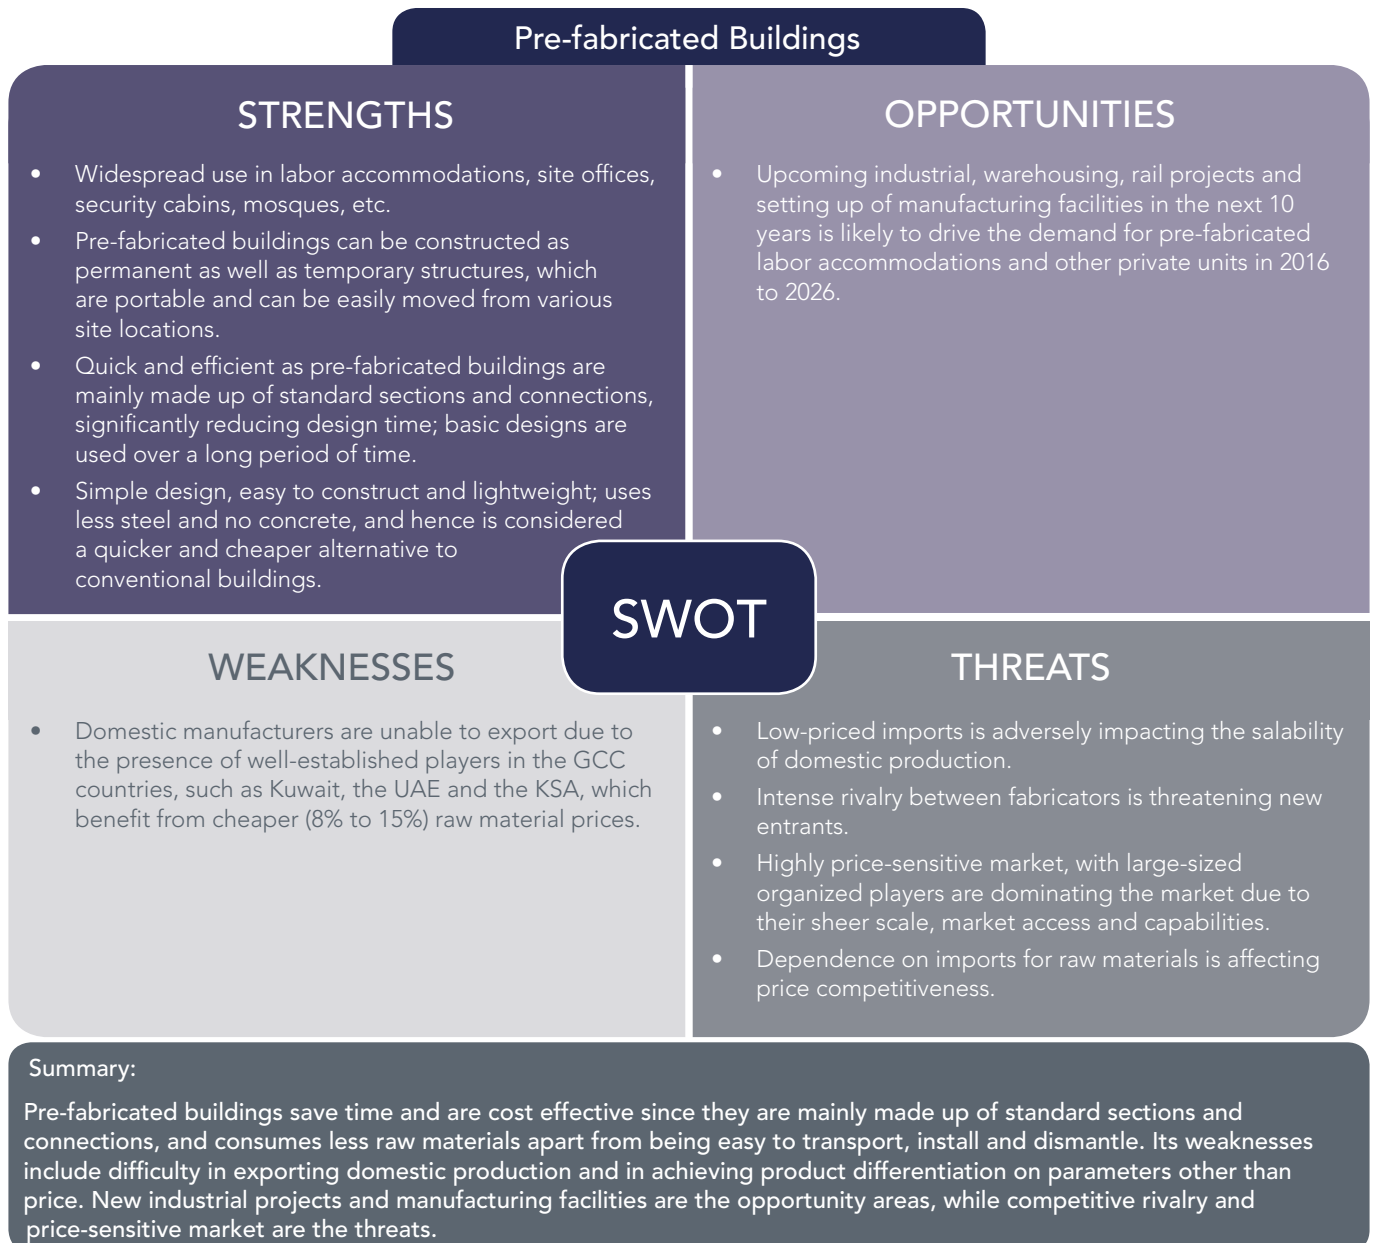 Pre-fabricated Buildings
STRENGTHS
• Widespread use in labor accommodations, site offices,
security cabins, mosques, etc.
• Pre-fabricated buildings can be constructed as
permanent as well as temporary structures, which
are portable and can be easily moved from various
site locations.
• Quick and efficient as pre-fabricated buildings are
mainly made up of standard sections and connections,
significantly reducing design time; basic designs are
used over a long period of time.
• Simple design, easy to construct and lightweight; uses
less steel and no concrete, and hence is considered
a quicker and cheaper alternative to
conventional buildings.
OPPORTUNITIES
• Upcoming industrial, warehousing, rail projects and
setting up of manufacturing facilities in the next 10
years is likely to drive the demand for pre-fabricated
labor accommodations and other private units in 2016
to 2026.
SWOT
WEAKNESSES
• Domestic manufacturers are unable to export due to
the presence of well-established players in the GCC
countries, such as Kuwait, the UAE and the KSA, which
benefit from cheaper (8% to 15%) raw material prices.
THREATS
• Low-priced imports is adversely impacting the salability
of domestic production.
• Intense rivalry between fabricators is threatening new
entrants.
• Highly price-sensitive market, with large-sized
organized players are dominating the market due to
their sheer scale, market access and capabilities.
• Dependence on imports for raw materials is affecting
price competitiveness.
Summary:
Pre-fabricated buildings save time and are cost effective since they are mainly made up of standard sections and
connections, and consumes less raw materials apart from being easy to transport, install and dismantle. Its weaknesses
include difficulty in exporting domestic production and in achieving product differentiation on parameters other than
price. New industrial projects and manufacturing facilities are the opportunity areas, while competitive rivalry and
price-sensitive market are the threats.